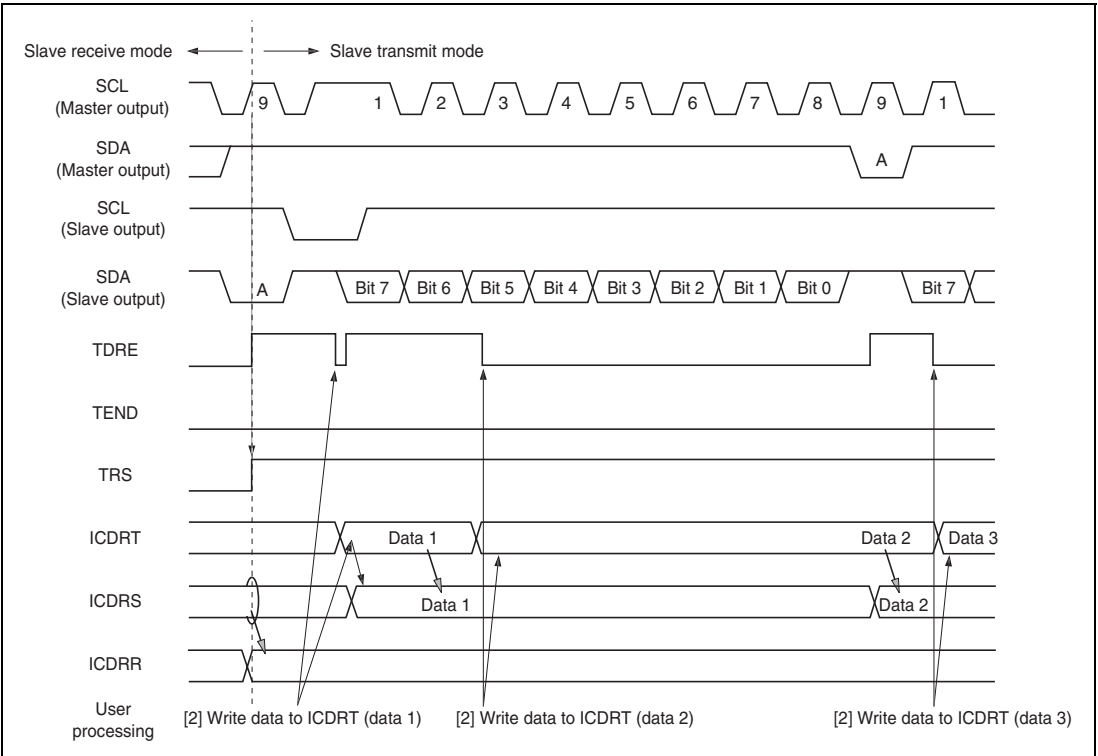 Slave receive mode
Slave transmit mode
SCL
(Master output)
9 1 2 3 4 5 6 7 8 9 1
SDA
(Master output)
A
SCL
(Slave output)
SDA
(Slave output)
A Bit 7 Bit 6 Bit 5 Bit 4 Bit 3 Bit 2 Bit 1 Bit 0 Bit 7
TDRE
TEND
TRS
ICDRT
Data 1 Data 2 Data 3
ICDRS
Data 1 Data 2
ICDRR
User
processing
[2] Write data to ICDRT (data 1)
[2] Write data to ICDRT (data 2)
[2] Write data to ICDRT (data 3)